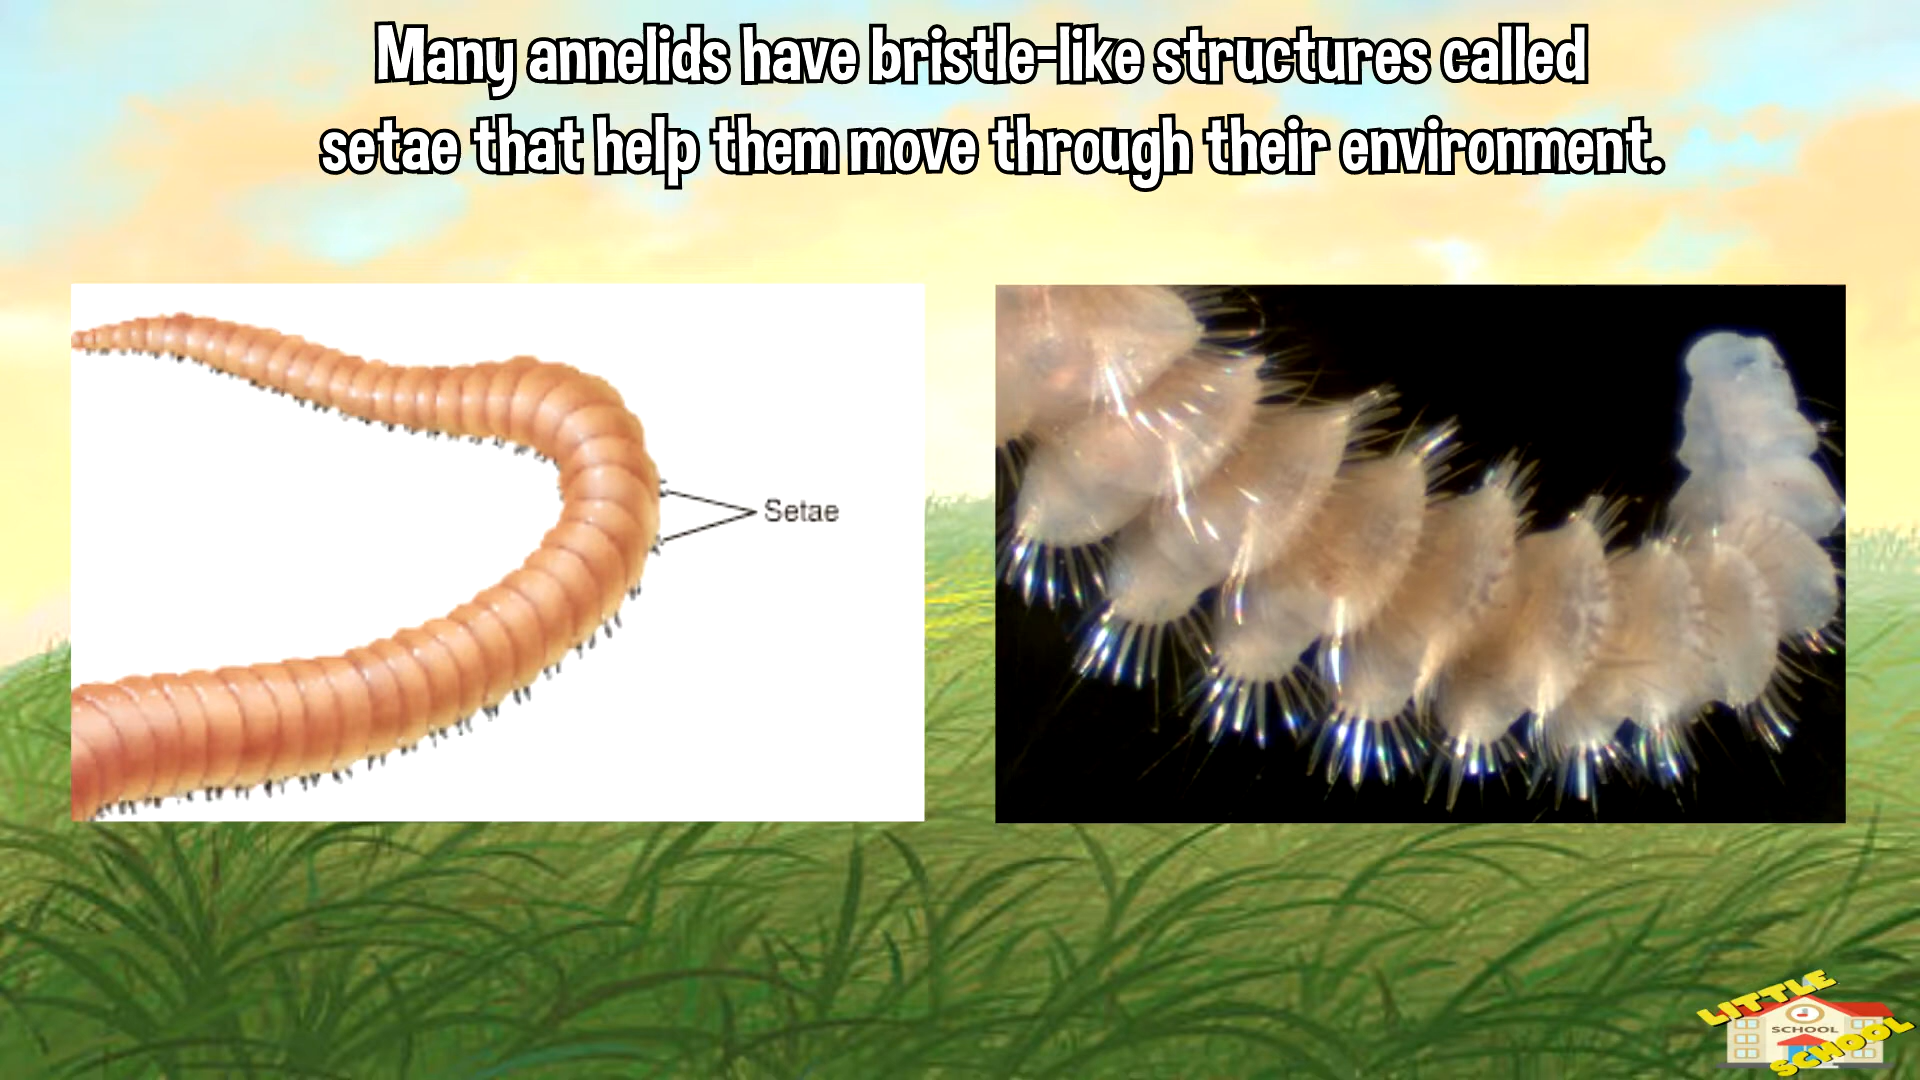 Many annelids have bristle-like structures called
setae that help them move through their environment.
Setae
LITTLE
SCHOOL
SCHOOL